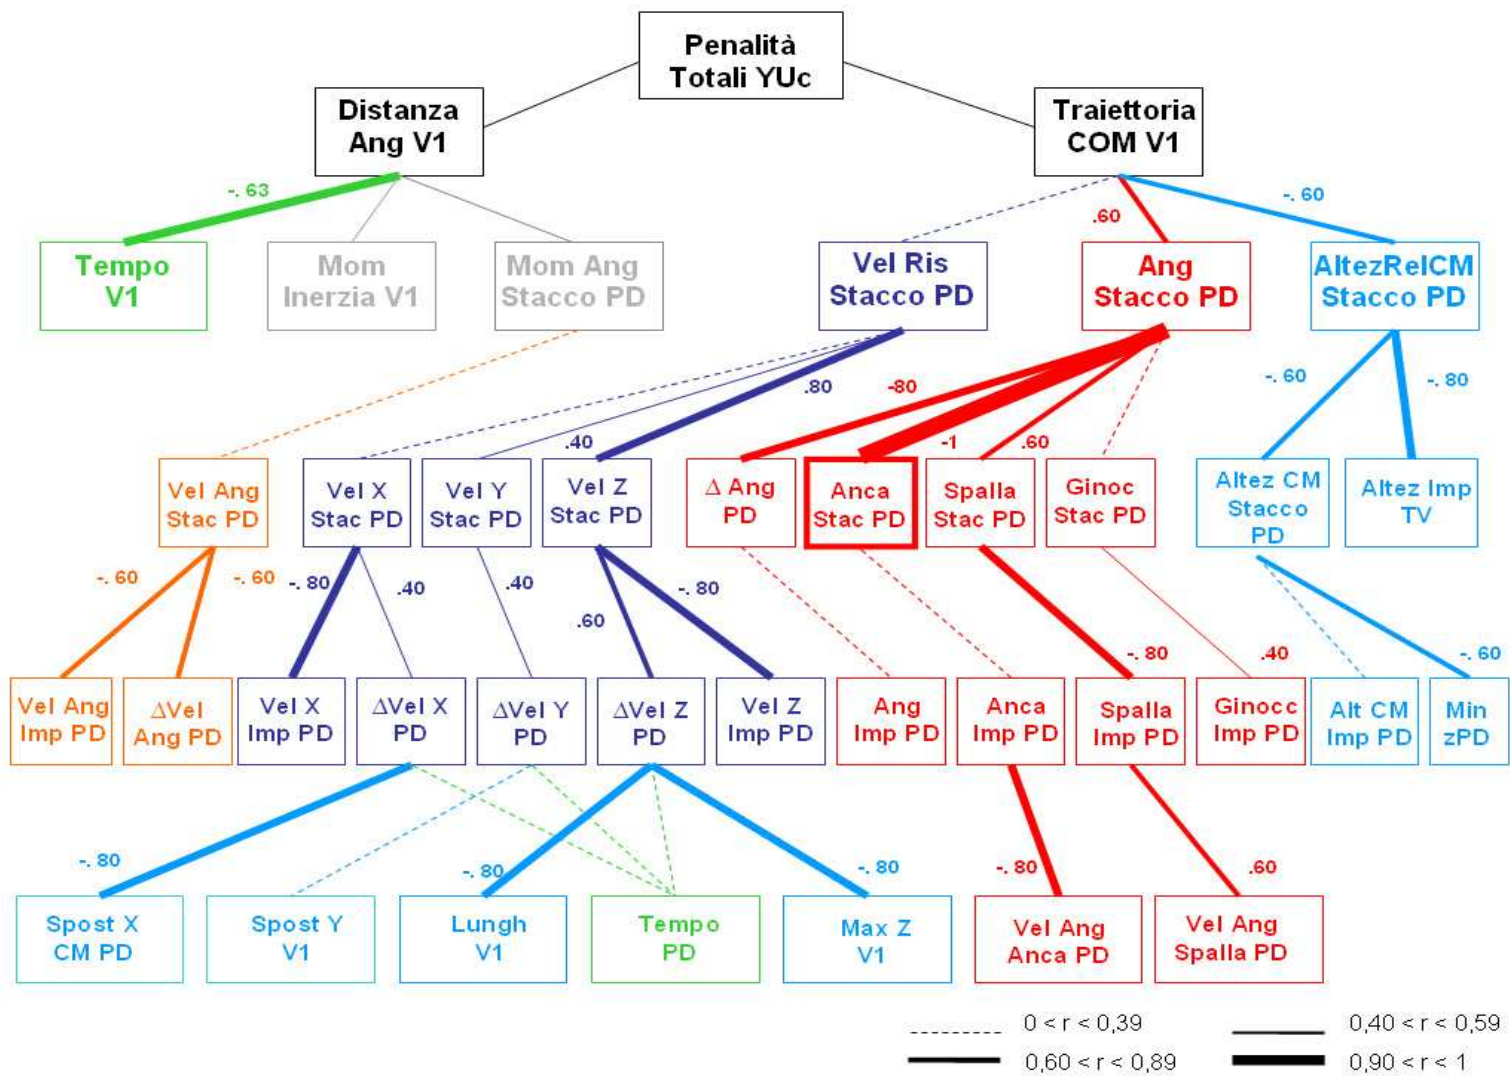 Penalità
Totali YUc
Distanza
Ang V1
Traiettoria
COM V1
-. 63
.60
-. 60
Tempo
V1
Mom
Inerzia V1
Mom Ang
Stacco PD
Vel Ris
Stacco PD
Ang
Stacco PD
AltezRelCM
Stacco PD
.40
.80
-80
-1
.60
-. 60
-. 80
Vel Ang
Stac PD
Vel X
Stac PD
Vel Y
Stac PD
Vel Z
Stac PD
Δ Ang
PD
Anca
Stac PD
Spalla
Stac PD
Ginoc
Stac PD
Altez CM
Stacco
PD
Altez Imp
TV
-. 60
-. 60
-. 80
.40
.40
.60
-. 80
-. 80
.40
-. 60
Vel Ang
Imp PD
ΔVel
Ang PD
Vel X
Imp PD
ΔVel X
PD
ΔVel Y
PD
ΔVel Z
PD
Vel Z
Imp PD
Ang
Imp PD
Anca
Imp PD
Spalla
Imp PD
Ginocc
Imp PD
Alt CM
Imp PD
Min
zPD
-. 80
-. 80
-. 80
-. 80
.60
Spost X
CM PD
Spost Y
V1
Lungh
V1
Tempo
PD
Max Z
V1
Vel Ang
Anca PD
Vel Ang
Spalla PD
0 < r < 0,39
0,40 < r < 0,59
0,60 < r < 0,89
0,90 < r < 1